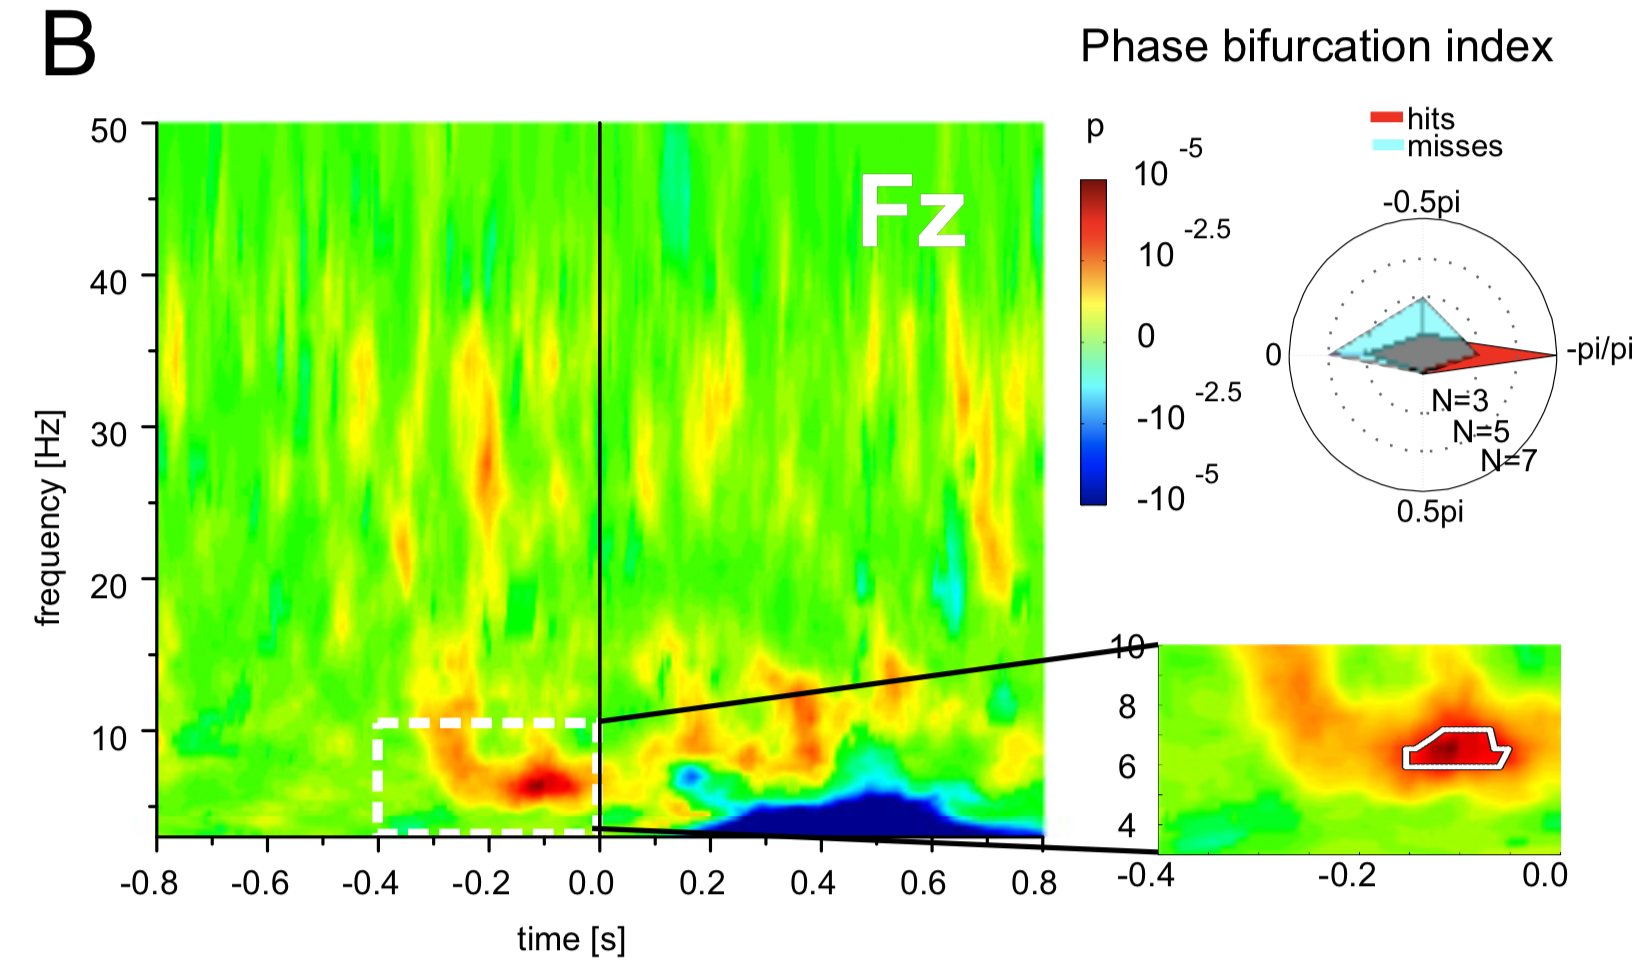 B
Phase bifurcation index
Fz
frequency [Hz]
50
40
30
20
10
-0.8 -0.6 -0.4 -0.2 0.0 0.2 0.4 0.6 0.8
time [s]
p
10 -5
10 -2.5
0
-10 -2.5
-10 -5
hits
misses
-0.5pi
0
-pi/pi
N=3
N=5
N=7
0.5pi
10
8
6
4
-0.4 -0.2 0.0